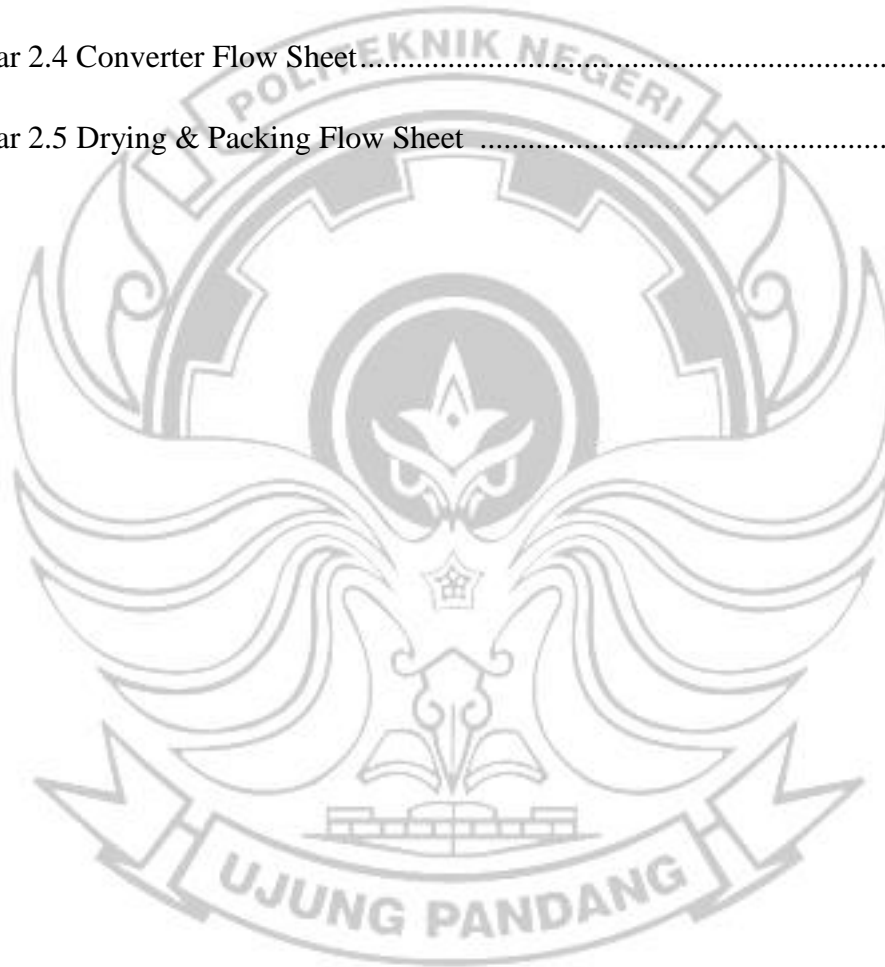 POLITEKNIK NEGERI
ar 2.4 Converter Flow Sheet..................................................................
ar 2.5 Drying & Packing Flow Sheet ...................................................
UJUNG PANDANG